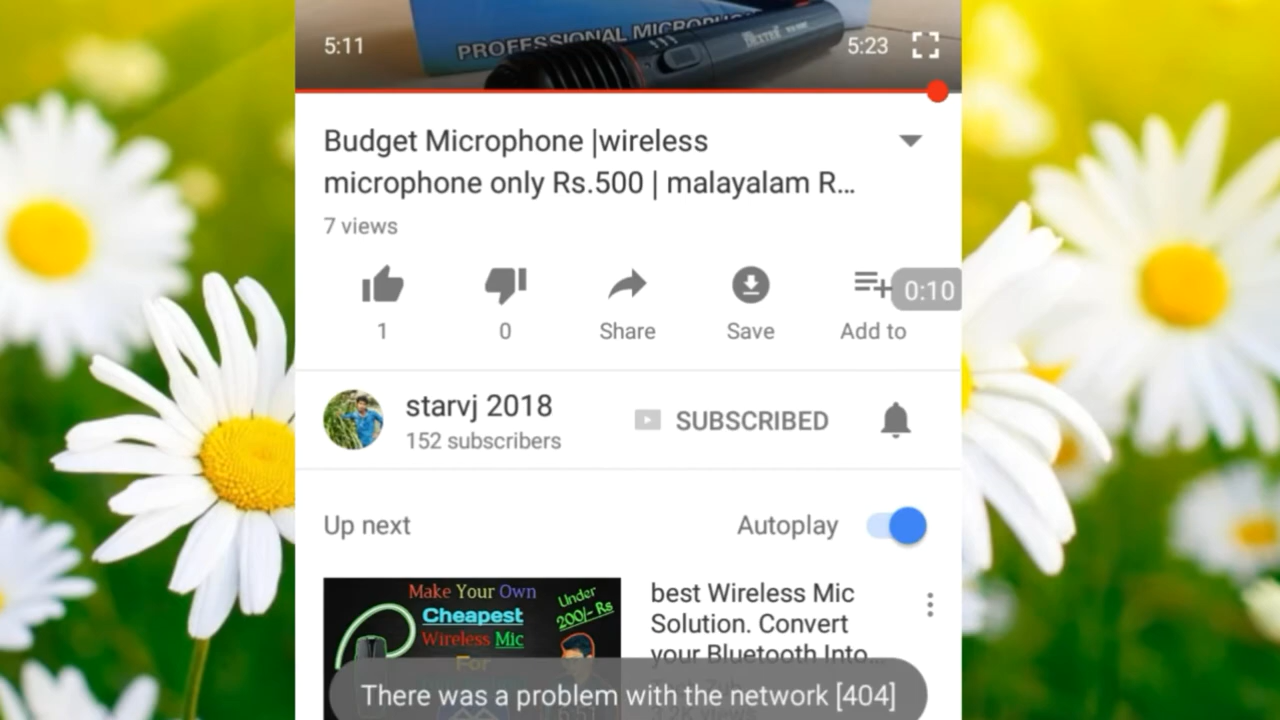 PROFESSIONAL MICROPHONE
5:11
5:23
Budget Microphone |wireless
microphone only Rs.500 | malayalam R...
7 views
0:10
1
0
Share
Save
Add to
starvj 2018
152 subscribers
SUBSCRIBED
Up next
Autoplay
Make Your Own
Cheapest
Wireless Mic
For
Under
200/- Rs
best Wireless Mic
Solution. Convert
your Bluetooth Into...
There was a problem with the network [404]